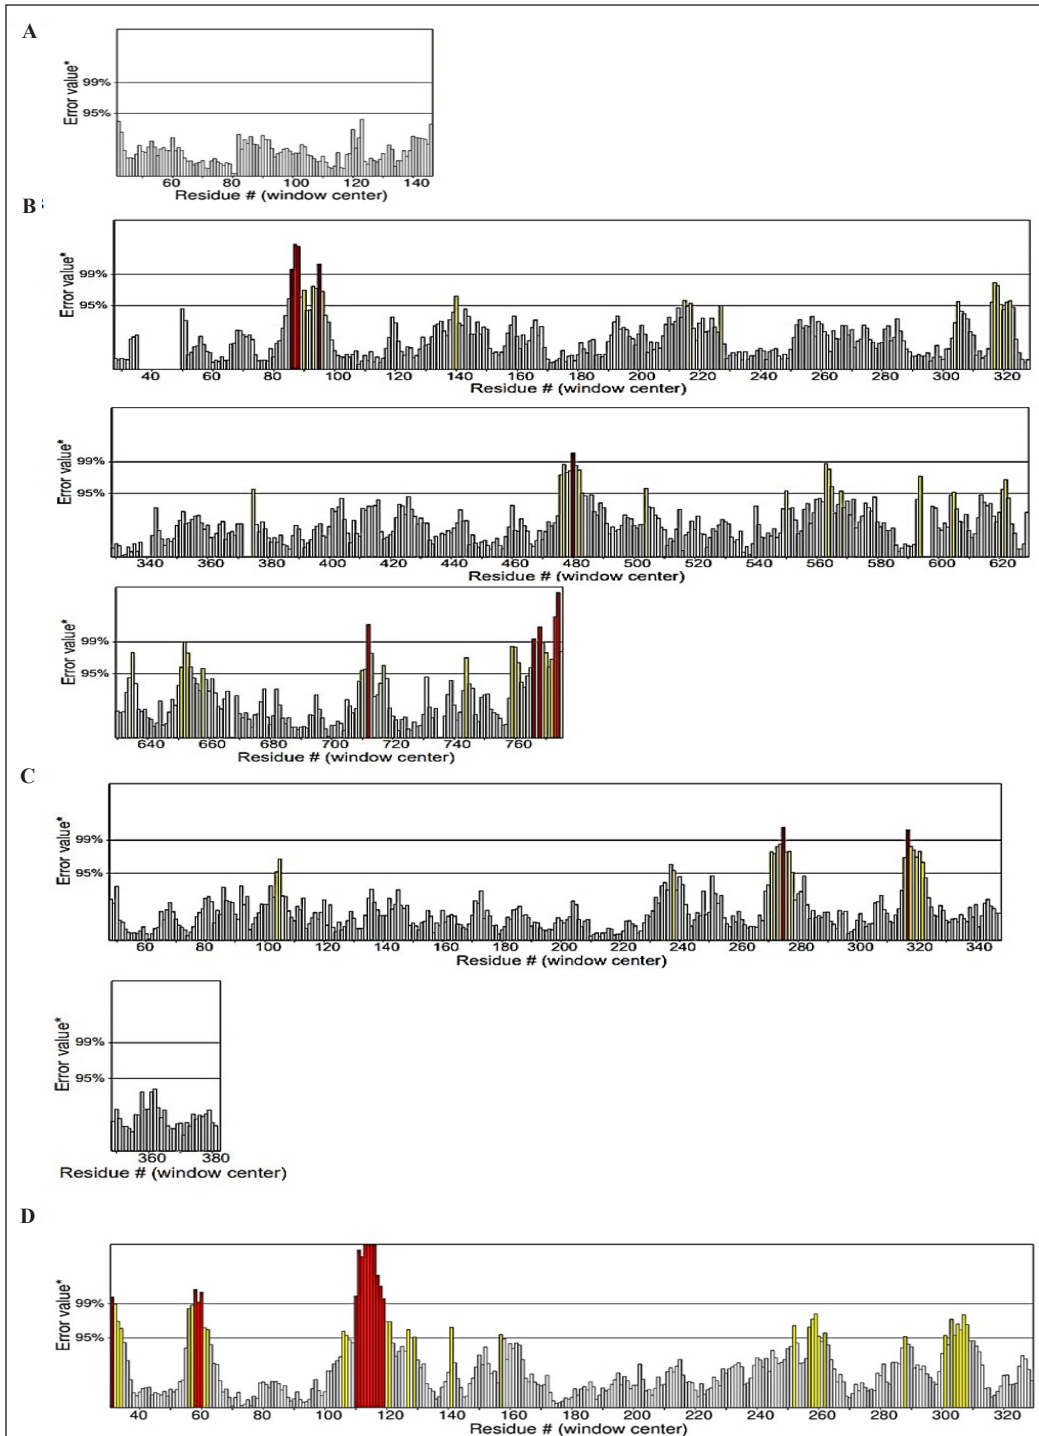 A
Error value*
99%
95%
60 80 100 120 140
Residue # (window center)
B
Error value*
99%
95%
40 60 80 100 120 140 160 180 200 220 240 260 280 300 320
Residue # (window center)
Error value*
99%
95%
340 360 380 400 420 440 460 480 500 520 540 560 580 600 620
Residue # (window center)
Error value*
99%
95%
640 660 680 700 720 740 760
Residue # (window center)
C
Error value*
99%
95%
60 80 100 120 140 160 180 200 220 240 260 280 300 320 340
Residue # (window center)
Error value*
99%
95%
360 380
Residue # (window center)
D
Error value*
99%
95%
40 60 80 100 120 140 160 180 200 220 240 260 280 300 320
Residue # (window center)